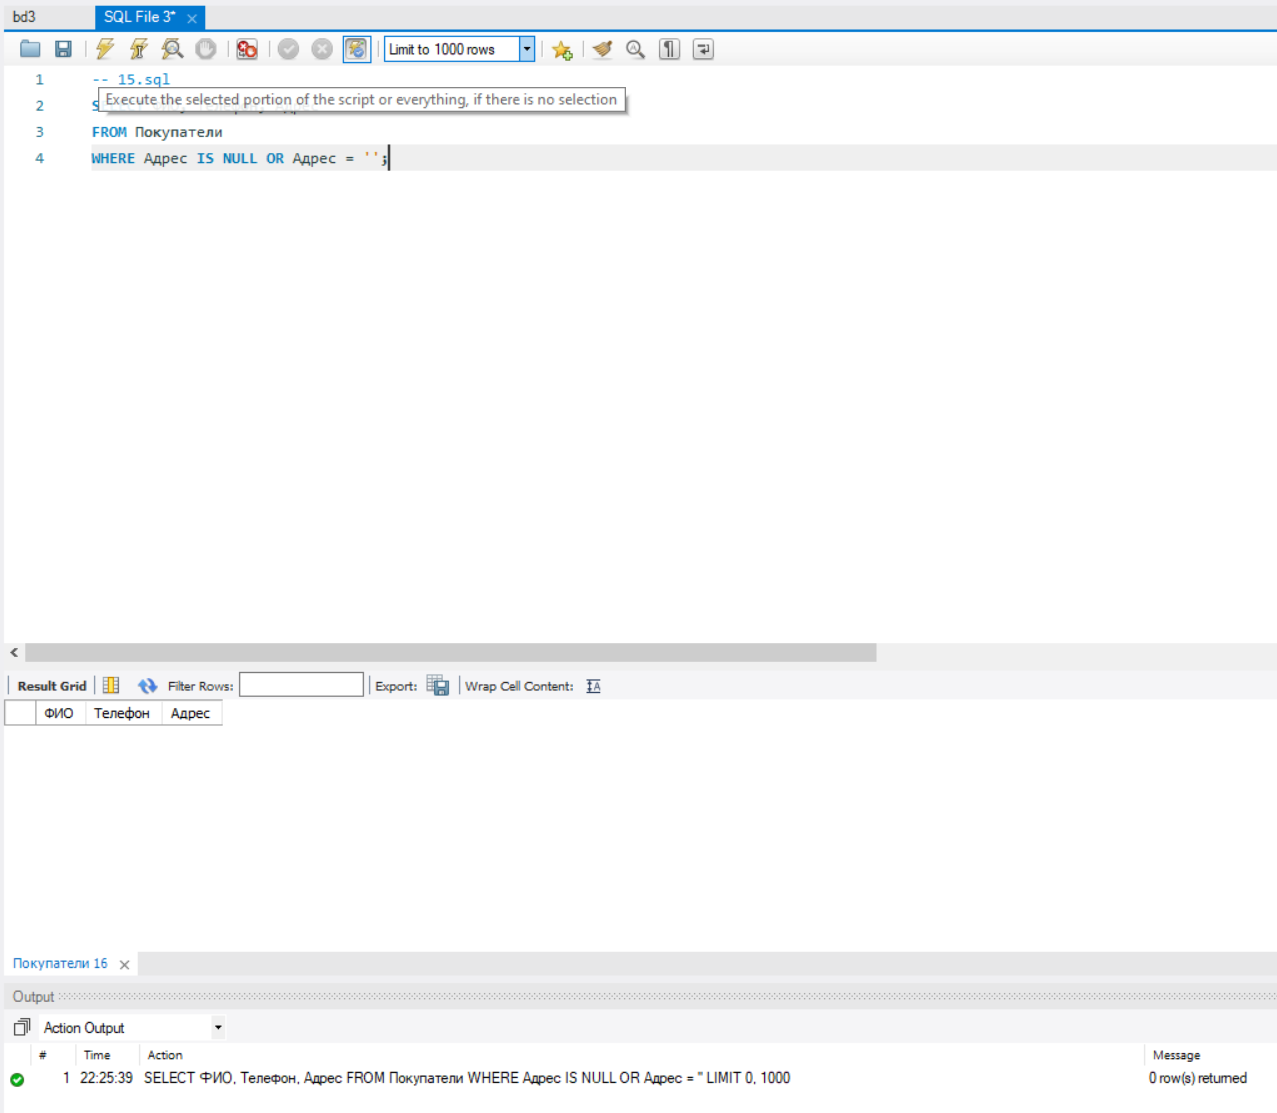 bd3 SQL File 3*
Limit to 1000 rows
1 -- 15.sql
Execute the selected portion of the script or everything, if there is no selection
2
3 FROM Покупатели
4 WHERE Адрес IS NULL OR Адрес = '';
Result Grid Filter Rows: Export: Wrap Cell Content:
ФИО Телефон Адрес
Покупатели 16
Output
Action Output
# Time Action Message
1 22:25:39 SELECT ФИО, Телефон, Адрес FROM Покупатели WHERE Адрес IS NULL OR Адрес = '' LIMIT 0, 1000 0 row(s) returned